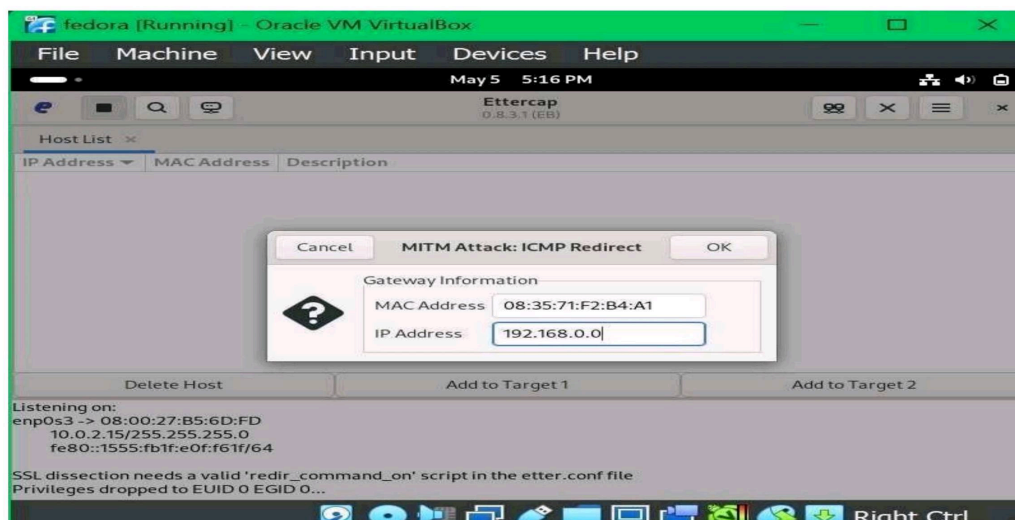 fedora [Running] - Oracle VM VirtualBox
File Machine View Input Devices Help
May 5 5:16 PM
Ettercap
0.8.3.1 (EB)
Host List
IP Address MAC Address Description
Cancel MITM Attack: ICMP Redirect OK
Gateway Information
MAC Address 08:35:71:F2:B4:A1
IP Address 192.168.0.0
Delete Host Add to Target 1 Add to Target 2
Listening on:
enp0s3 -> 08:00:27:B5:6D:FD
10.0.2.15/255.255.255.0
fe80::1555:fb1f:e0f:f61f/64
SSL dissection needs a valid 'redir_command_on' script in the etter.conf file
Privileges dropped to EUID 0 EGID 0...
Right Ctrl